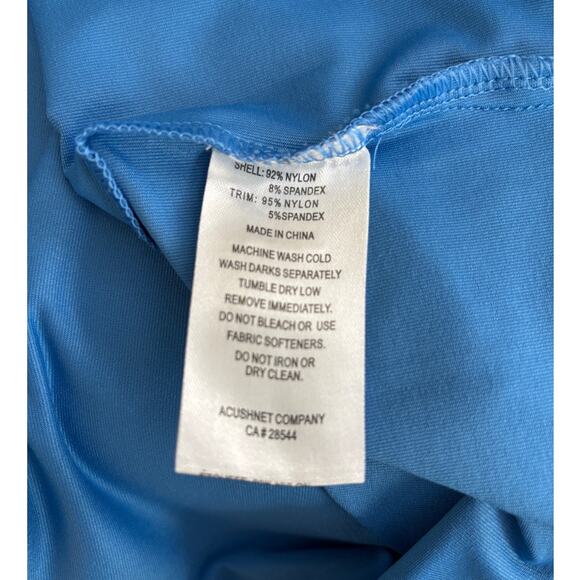 SHELL: 92% NYLON
8% SPANDEX
TRIM: 95% NYLON
5%SPANDEX
MADE IN CHINA
MACHINE WASH COLD
WASH DARKS SEPARATELY
TUMBLE DRY LOW
REMOVE IMMEDIATELY.
DO NOT BLEACH OR USE
FABRIC SOFTENERS.
DO NOT IRON OR
DRY CLEAN.
ACUSHNET COMPANY
CA # 28544